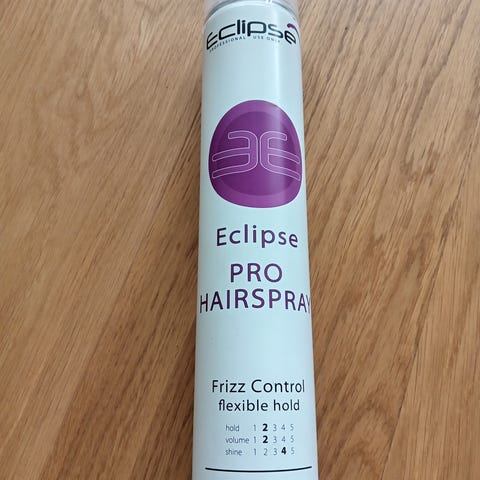 Eclipse
PROFESSIONAL USE ONLY
Eclipse
PRO
HAIRSPRAY
Frizz Control
flexible hold
hold 1 2 3 4 5
volume 1 2 3 4 5
shine 1 2 3 4 5